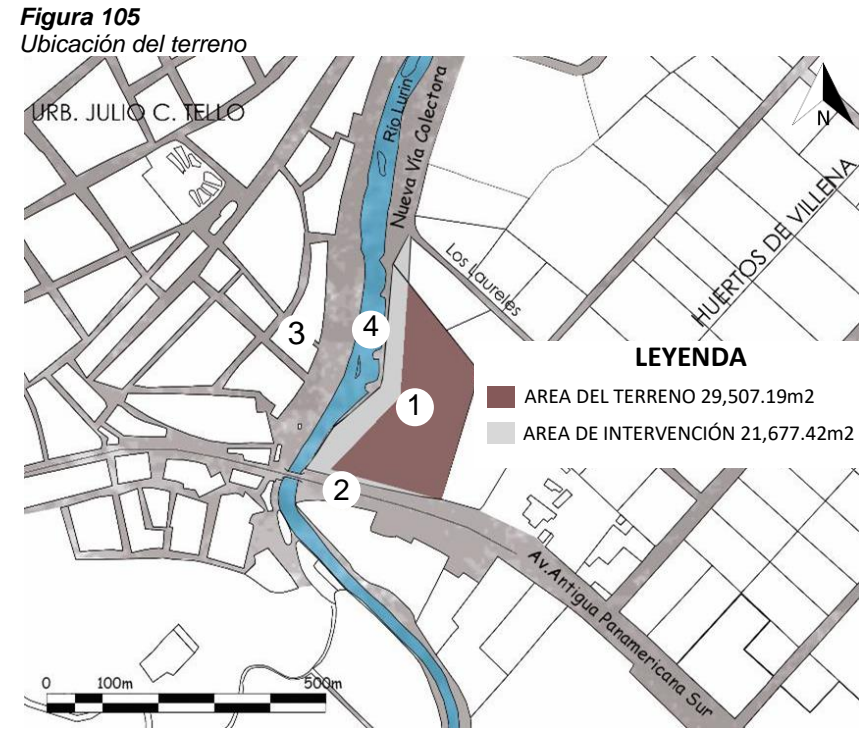 Figura 105
Ubicación del terreno
URB. JULIO C. TELLO
Río Lurin
Nueva Vía Colectora
N
HUERTOS DE VILLENA
Los Laureles
3
4
LEYENDA
AREA DEL TERRENO 29,507.19m2
1
AREA DE INTERVENCIÓN 21,677.42m2
2
Av.Antigua Panamericana Sur
0 100m 500m